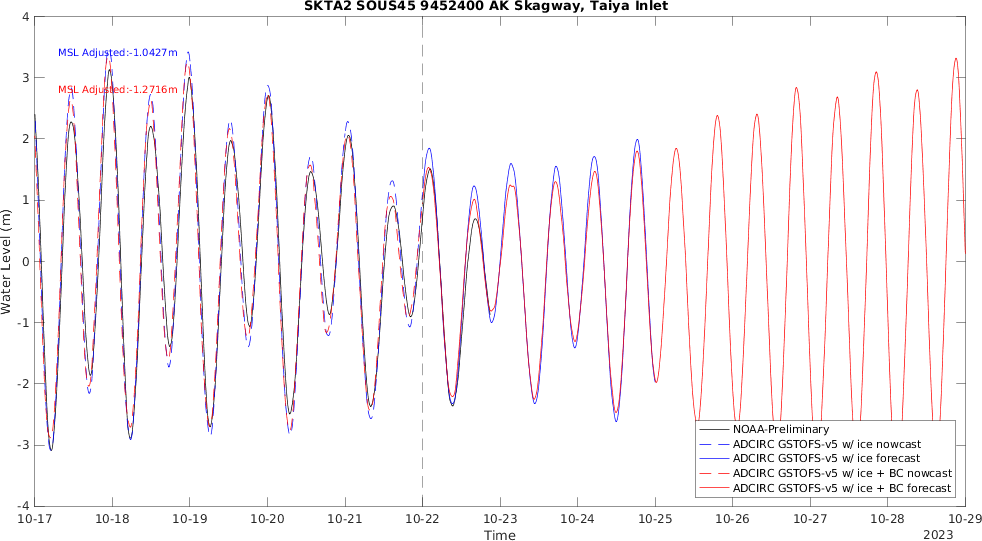 SKTA2 SOUS45 9452400 AK Skagway, Taiya Inlet
4
3
2
1
0
-1
-2
-3
-4
Water Level (m)
MSL Adjusted:-1.0427m
MSL Adjusted:-1.2716m
NOAA-Preliminary
ADCIRC GSTOFS-v5 w/ ice nowcast
ADCIRC GSTOFS-v5 w/ ice forecast
ADCIRC GSTOFS-v5 w/ ice + BC nowcast
ADCIRC GSTOFS-v5 w/ ice + BC forecast
10-17 10-18 10-19 10-20 10-21 10-22 10-23 10-24 10-25 10-26 10-27 10-28 10-29
Time
2023